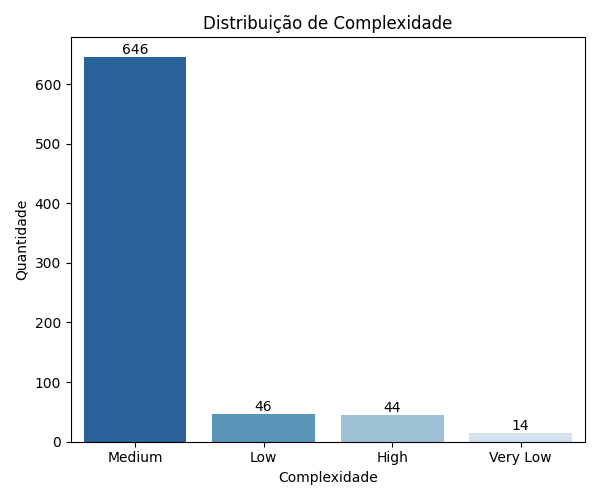 Distribuição de Complexidade
646
600
500
400
300
200
100
0
Quantidade
46
44
14
Medium
Low
High
Very Low
Complexidade